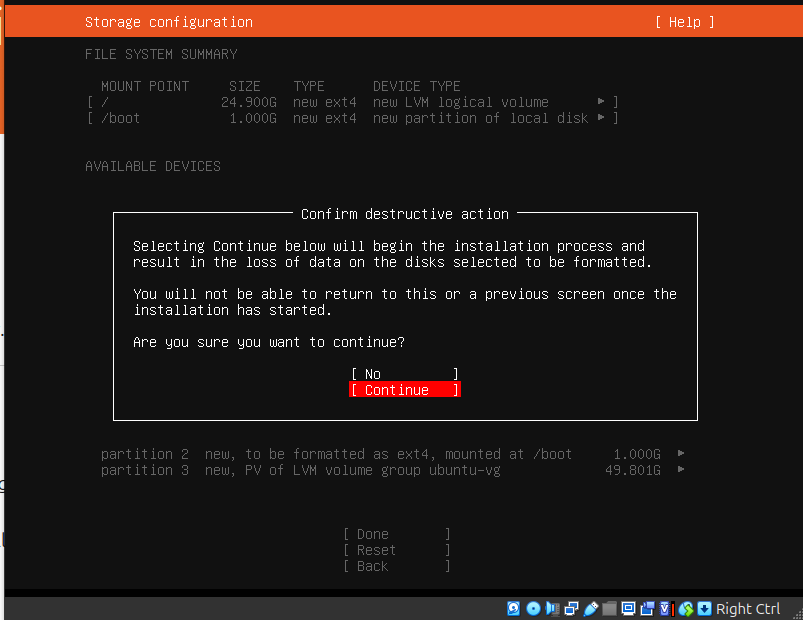 Storage configuration [ Help ]
FILE SYSTEM SUMMARY
MOUNT POINT SIZE TYPE DEVICE TYPE
[ / 24.900G new ext4 new LVM logical volume ▸ ]
[ /boot 1.000G new ext4 new partition of local disk ▸ ]
AVAILABLE DEVICES
Confirm destructive action
Selecting Continue below will begin the installation process and
result in the loss of data on the disks selected to be formatted.
You will not be able to return to this or a previous screen once the
installation has started.
Are you sure you want to continue?
[ No ]
[ Continue ]
partition 2 new, to be formatted as ext4, mounted at /boot 1.000G ▸
partition 3 new, PV of LVM volume group ubuntu-vg 49.801G ▸
[ Done ]
[ Reset ]
[ Back ]
Right Ctrl